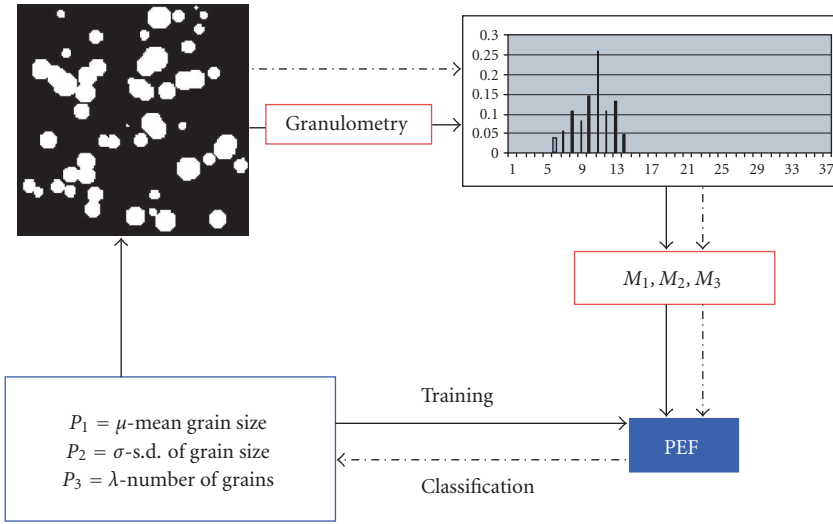 0.3
0.25
0.2
0.15
0.1
0.05
0
1 5 9 13 17 21 25 29 33 37
Granulometry
M₁, M₂, M₃
Training
P₁ = μ-mean grain size
P₂ = σ-s.d. of grain size
P₃ = λ-number of grains
PEF
Classification